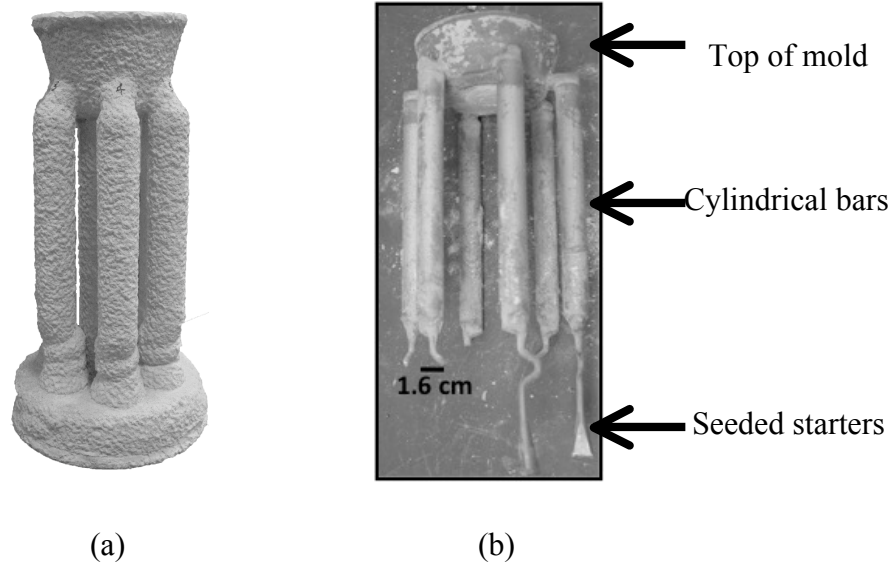 Top of mold
Cylindrical bars
1.6 cm
Seeded starters
(a)
(b)